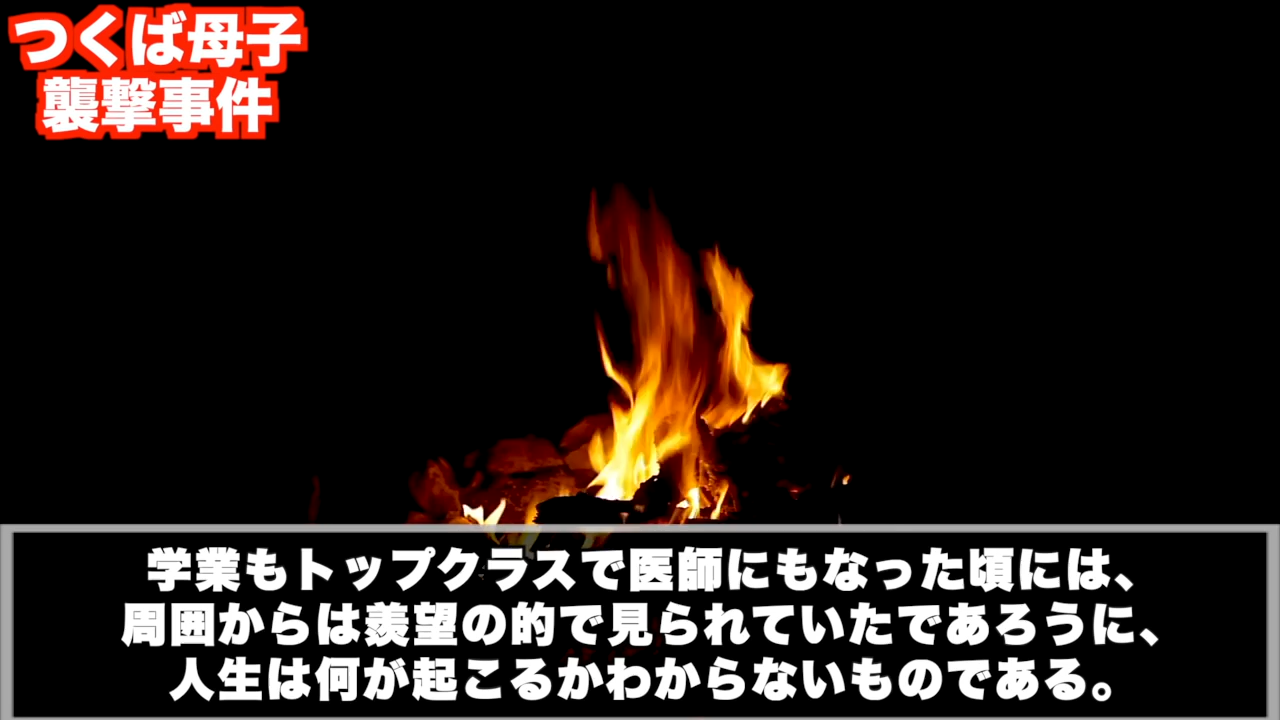 つくば母子
襲撃事件
学業もトップクラスで医師にもなった頃には、
周囲からは羨望の的で見られていたであろうに、
人生は何が起こるかわからないものである。